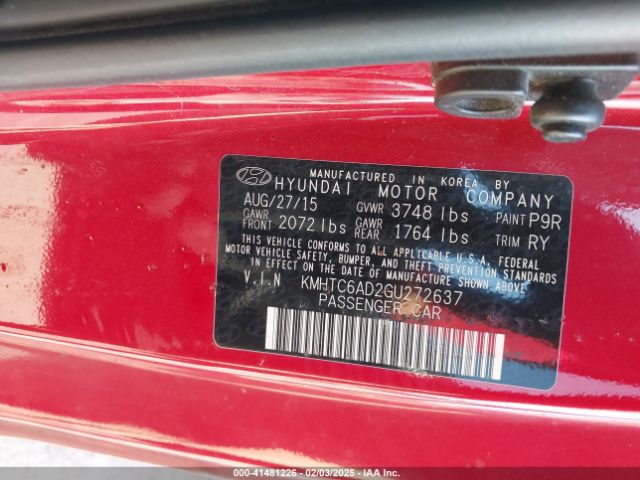 MANUFACTURED IN KOREA BY
HYUNDAI MOTOR COMPANY
AUG/27/15 GVWR 3748 lbs PAINT P9R
GAWR FRONT 2072 lbs GAWR REAR 1764 lbs TRIM RY
THIS VEHICLE CONFORMS TO ALL APPLICABLE U.S.A. FEDERAL
MOTOR VEHICLE SAFETY, BUMPER, AND THEFT PREVENTION STANDARDS
IN EFFECT ON THE DATE OF MANUFACTURE SHOWN ABOVE.
V.I.N KMHTC6AD2GU272637
PASSENGER CAR
000-41481226 - 02/03/2025 - IAA Inc.